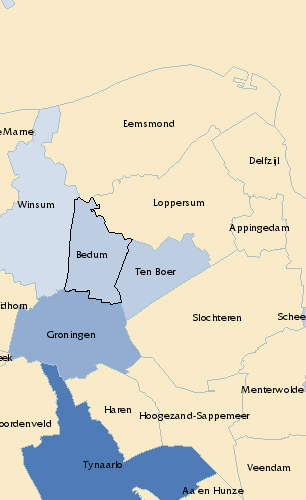 Eemsmond
eMarne
Delfzijl
Winsum
Loppersum
Appingedam
Bedum
Ten Boer
idhorn
Slochteren
Schee
Groningen
eek
Menterwolde
Haren
Hoogezand-Sappemeer
oordenveld
Tynaarlo
Veendam
Aa en Hunze